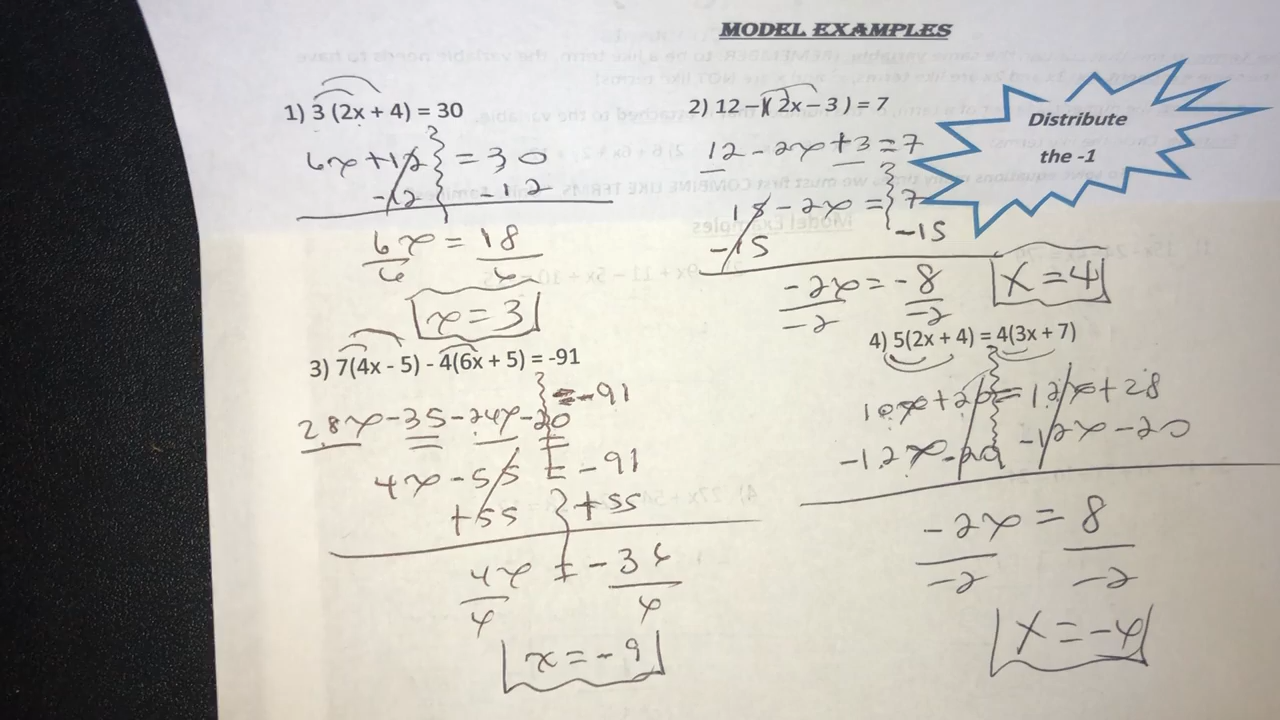 MODEL EXAMPLES
1) 3 (2x + 4) = 30
6x + 12 = 30
-12 -12
6x = 18
6 6
x = 3
2) 12 – 1( 2x – 3 ) = 7
12 - 2x + 3 = 7
15 - 2x = 7
-15 -15
-2x = -8
-2 -2
x = 4
Distribute
the -1
3) 7(4x - 5) - 4(6x + 5) = -91
28x - 35 - 24x - 20 = -91
4x - 55 = -91
+55 +55
4x = -36
4 4
x = -9
4) 5(2x + 4) = 4(3x + 7)
10x + 20 = 12x + 28
-12x - 20 -12x - 20
-2x = 8
-2 -2
x = -4